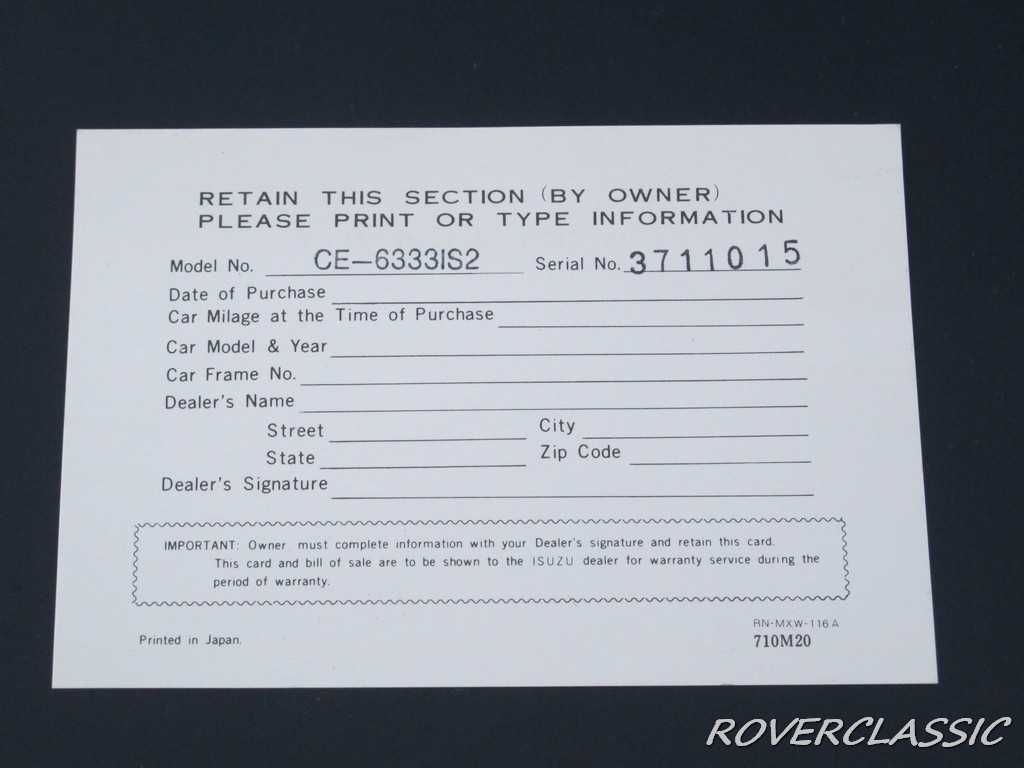 RETAIN THIS SECTION (BY OWNER)
PLEASE PRINT OR TYPE INFORMATION
Model No. CE-6333IS2 Serial No. 3711015
Date of Purchase
Car Milage at the Time of Purchase
Car Model & Year
Car Frame No.
Dealer's Name
Street City
State Zip Code
Dealer's Signature
IMPORTANT: Owner must complete information with your Dealer's signature and retain this card.
This card and bill of sale are to be shown to the ISUZU dealer for warranty service during the
period of warranty.
RN-MXW-116A
Printed in Japan. 710M20
ROVERCLASSIC